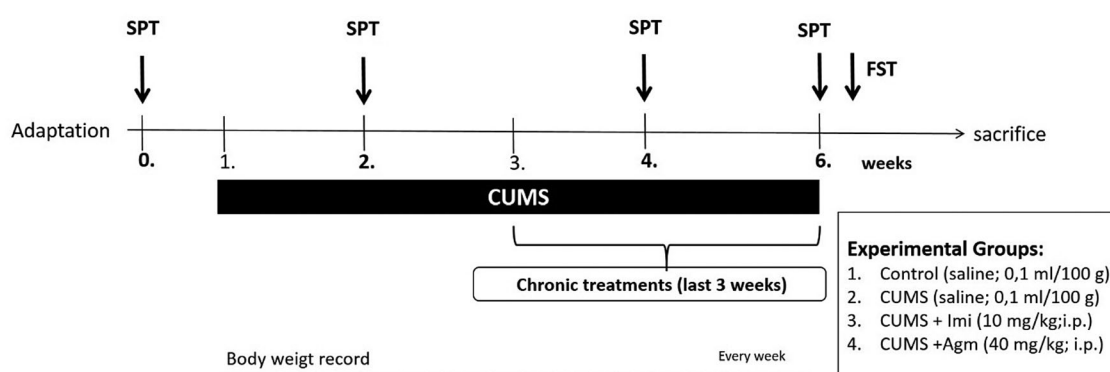 SPT SPT SPT SPT
FST
Adaptation sacrifice
0. 1. 2. 3. 4. 6. weeks
CUMS
Experimental Groups:
Chronic treatments (last 3 weeks)
1. Control (saline; 0,1 ml/100 g)
2. CUMS (saline; 0,1 ml/100 g)
3. CUMS + Imi (10 mg/kg;i.p.)
4. CUMS +Agm (40 mg/kg; i.p.)
Body weigt record Every week